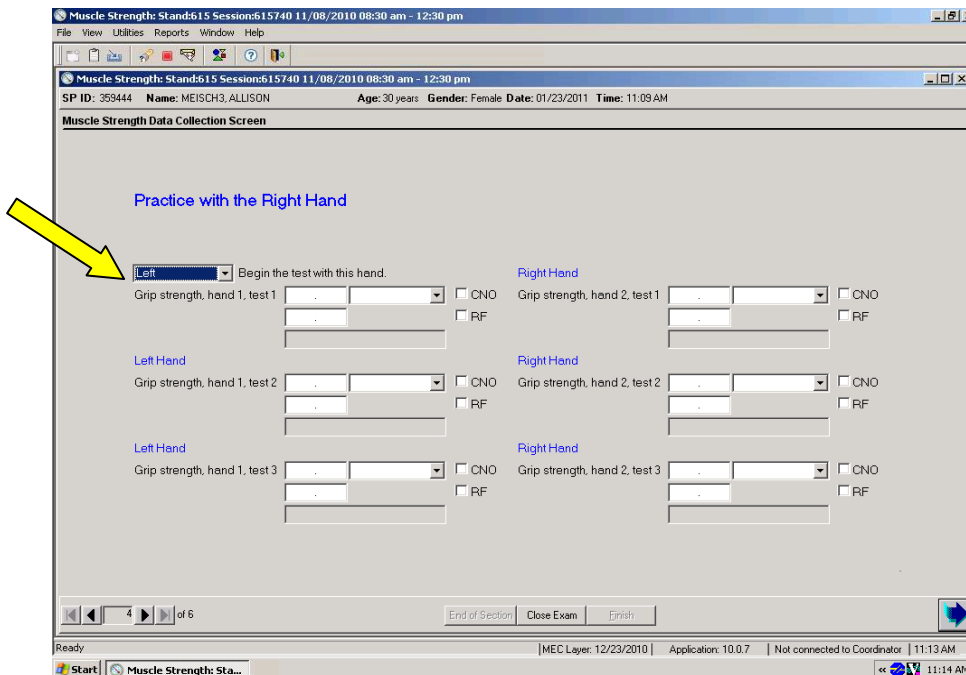 Muscle Strength: Stand:615 Session:615740 11/08/2010 08:30 am - 12:30 pm
File View Utilities Reports Window Help
Muscle Strength: Stand:615 Session:615740 11/08/2010 08:30 am - 12:30 pm
SP ID: 359444 Name: MEISCH3, ALLISON Age: 30 years Gender: Female Date: 01/23/2011 Time: 11:09 AM
Muscle Strength Data Collection Screen
Practice with the Right Hand
Left Begin the test with this hand. Right Hand
Grip strength, hand 1, test 1 . CNO Grip strength, hand 2, test 1 . CNO
. RF . RF
Left Hand Right Hand
Grip strength, hand 1, test 2 . CNO Grip strength, hand 2, test 2 . CNO
. RF . RF
Left Hand Right Hand
Grip strength, hand 1, test 3 . CNO Grip strength, hand 2, test 3 . CNO
. RF . RF
4 of 6 End of Section Close Exam Finish
Ready MEC Layer: 12/23/2010 Application: 10.0.7 Not connected to Coordinator 11:13 AM
Start Muscle Strength: Sta... « 11:14 AM